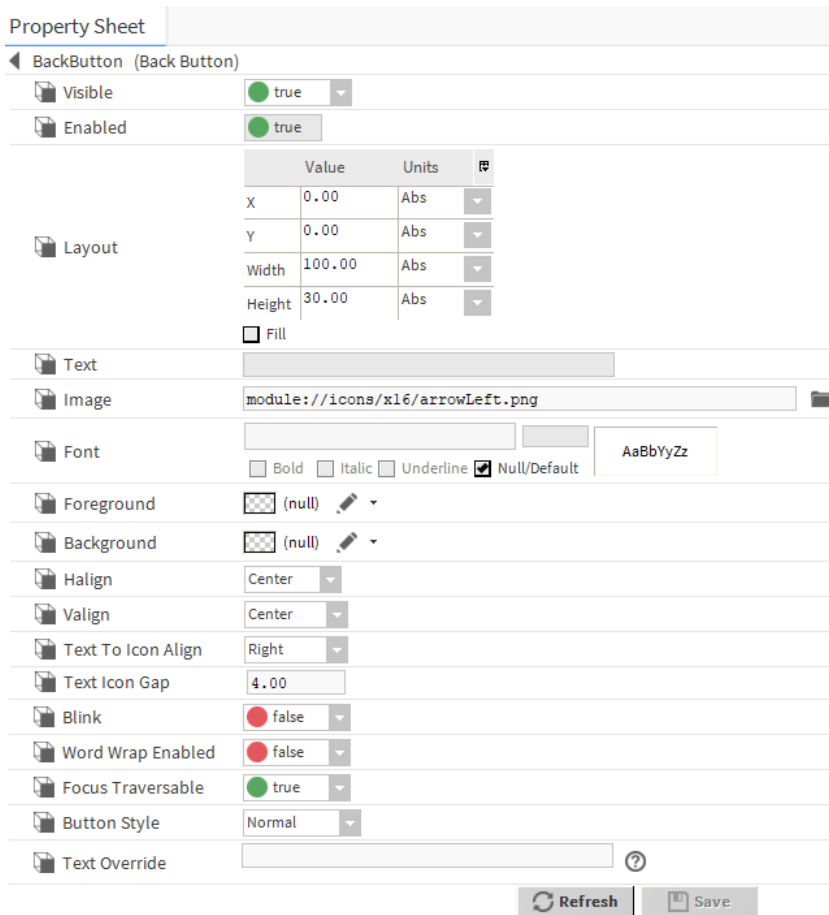 Property Sheet
BackButton (Back Button)
Visible true
Enabled true
Value Units
X 0.00 Abs
Y 0.00 Abs
Layout
Width 100.00 Abs
Height 30.00 Abs
Fill
Text
Image module://icons/x16/arrowLeft.png
Font AaBbYyZz
Bold Italic Underline Null/Default
Foreground (null)
Background (null)
Halign Center
Valign Center
Text To Icon Align Right
Text Icon Gap 4.00
Blink false
Word Wrap Enabled false
Focus Traversable true
Button Style Normal
Text Override ?
Refresh Save